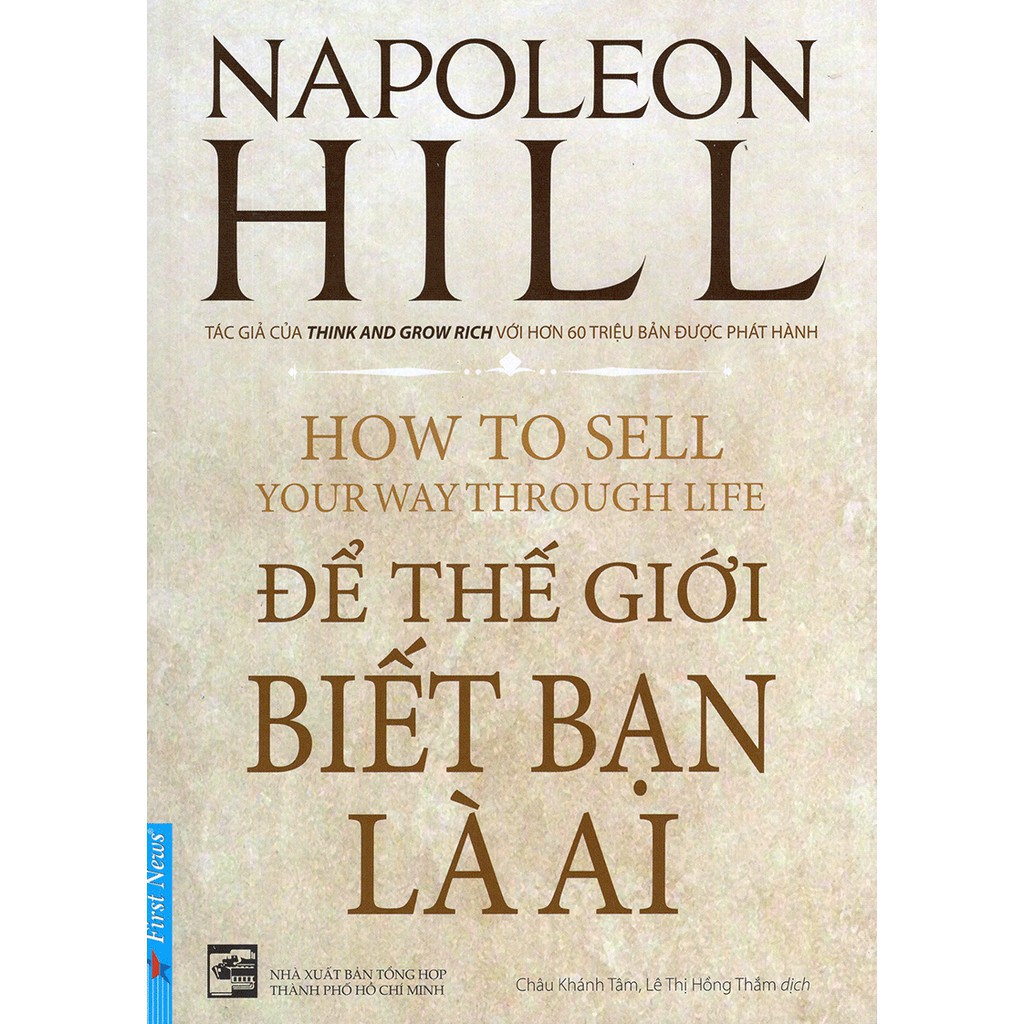 NAPOLEON
HILL
TÁC GIẢ CỦA THINK AND GROW RICH VỚI HƠN 60 TRIỆU BẢN ĐƯỢC PHÁT HÀNH
HOW TO SELL
YOUR WAY THROUGH LIFE
ĐỂ THẾ GIỚI
BIẾT BẠN
LÀ AI
First News
NHÀ XUẤT BẢN TỔNG HỢP
THÀNH PHỐ HỒ CHÍ MINH
Châu Khánh Tâm, Lê Thị Hồng Thắm dịch